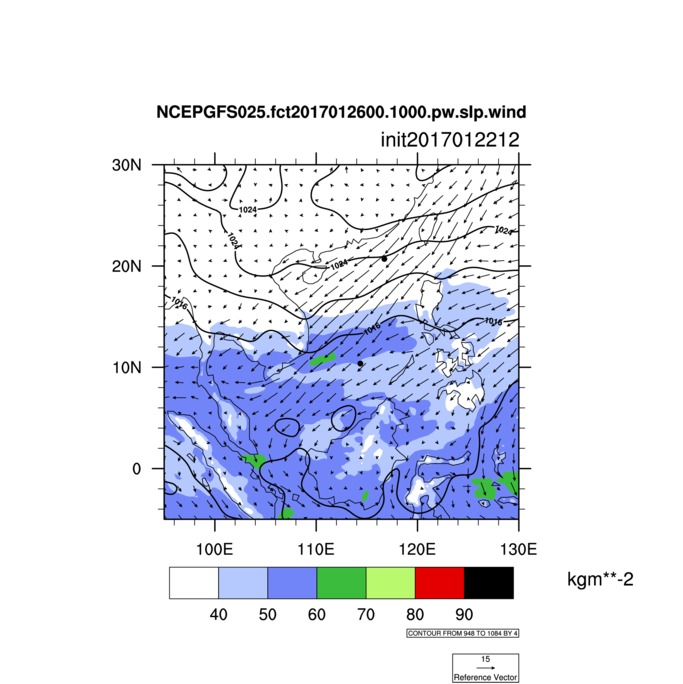 NCEPGFS025.fct2017012600.1000.pw.slp.wind
init2017012212
30N
1024
1024
1024
20N
1024
1016
1016
1016
10N
0
100E 110E 120E 130E
kgm**-2
40 50 60 70 80 90
CONTOUR FROM 948 TO 1084 BY 4
15
Reference Vector